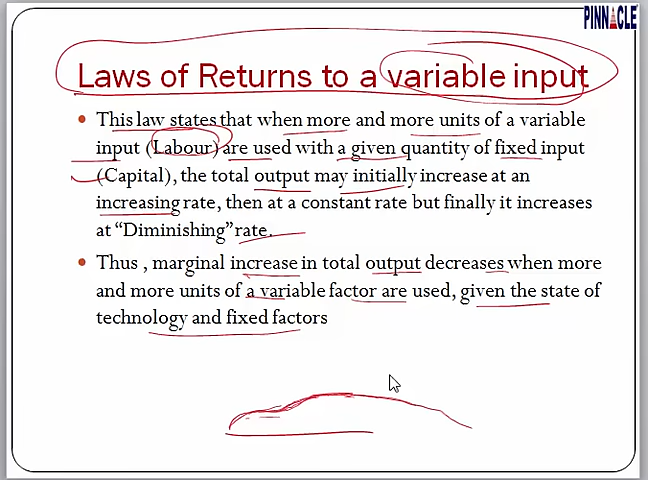 PINNACLE
Laws of Returns to a variable input
• This law states that when more and more units of a variable
input (Labour) are used with a given quantity of fixed input
(Capital), the total output may initially increase at an
increasing rate, then at a constant rate but finally it increases
at “Diminishing” rate.
• Thus , marginal increase in total output decreases when more
and more units of a variable factor are used, given the state of
technology and fixed factors